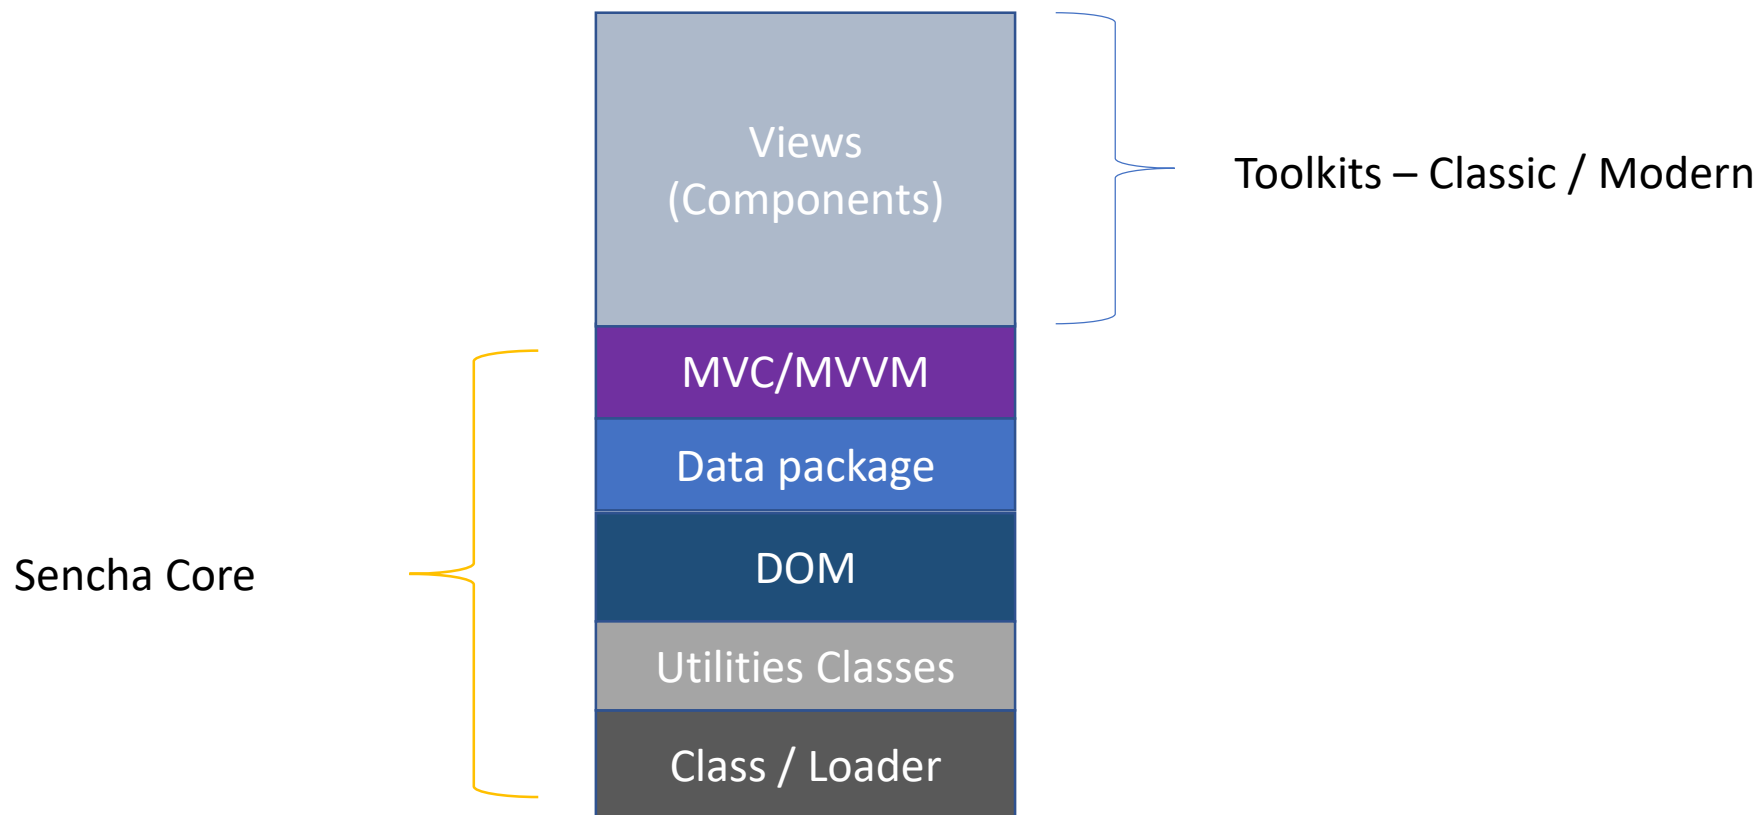 Views
(Components)
Toolkits – Classic / Modern
MVC/MVVM
Data package
DOM
Sencha Core
Utilities Classes
Class / Loader